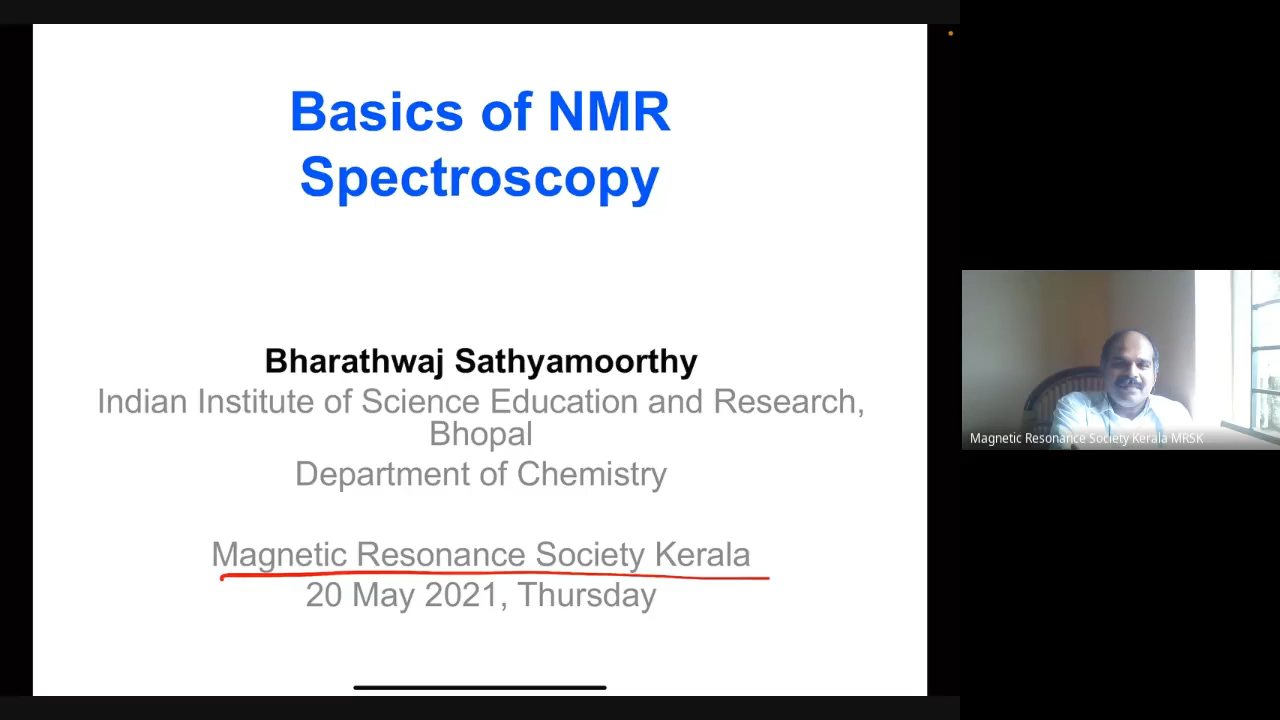 Basics of NMR
Spectroscopy
Bharathwaj Sathyamoorthy
Indian Institute of Science Education and Research,
Bhopal
Department of Chemistry
Magnetic Resonance Society Kerala
20 May 2021, Thursday
Magnetic Resonance Society Kerala MRSK